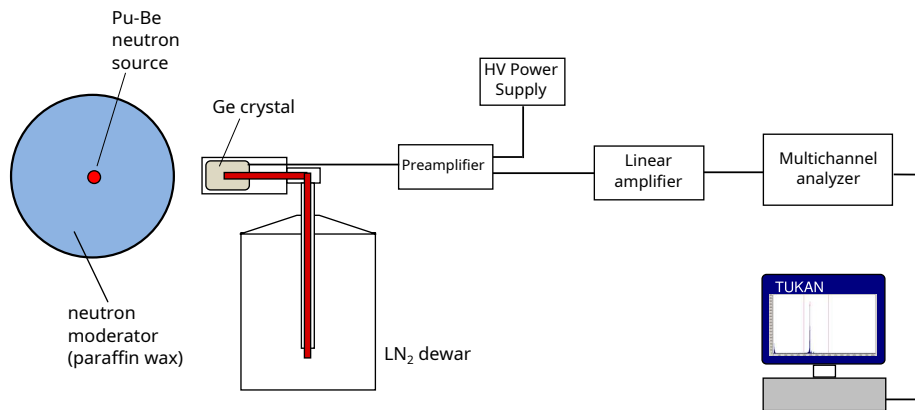 Pu-Be
neutron
source
Ge crystal
HV Power
Supply
Preamplifier
Linear
amplifier
Multichannel
analyzer
neutron
moderator
(paraffin wax)
LN₂ dewar
TUKAN